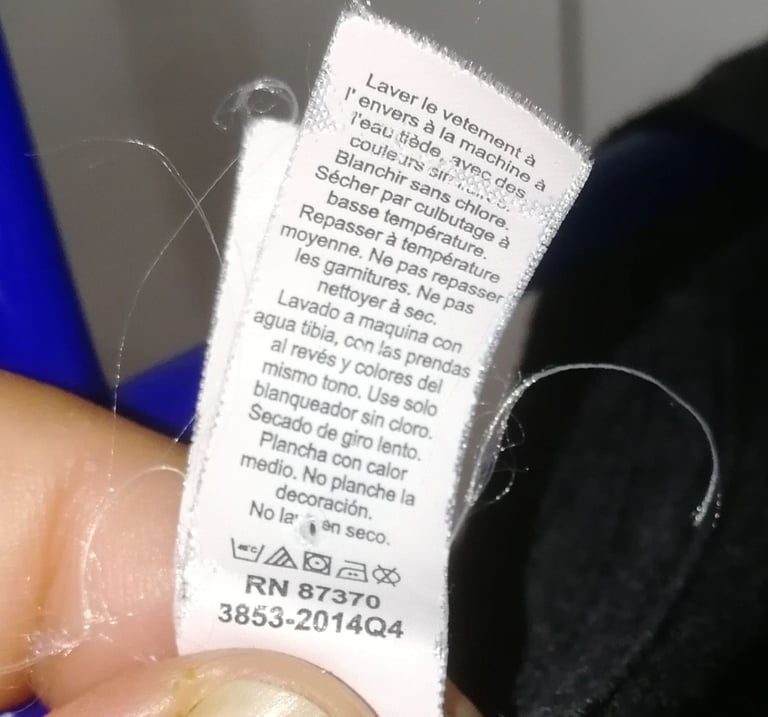 Laver le vetement à
l'envers à la machine à
l'eau tiède, avec des
couleurs
Blanchir sans chlore.
Sécher par culbutage à
basse température.
Repasser à température
moyenne. Ne pas repasser
les garnitures. Ne pas
nettoyer à sec.
Lavado a maquina con
agua tibia, con las prendas
al revés y colores del
mismo tono. Use solo
blanqueador sin cloro.
Secado de giro lento.
Plancha con calor
medio. No planche la
decoración.
No en seco.
RN 87370
3853-2014Q4